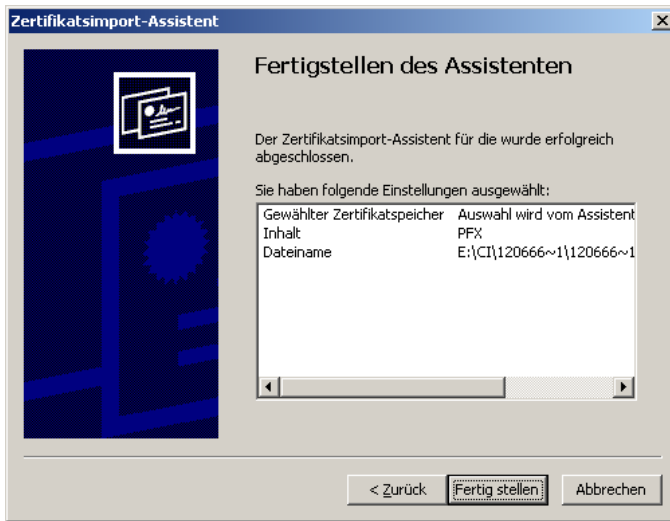 Zertifikatsimport-Assistent
Fertigstellen des Assistenten
Der Zertifikatsimport-Assistent für die wurde erfolgreich
abgeschlossen.
Sie haben folgende Einstellungen ausgewählt:
Gewählter Zertifikatspeicher Auswahl wird vom Assistent
Inhalt PFX
Dateiname E:\CI\120666~1\120666~1
< Zurück Fertig stellen Abbrechen